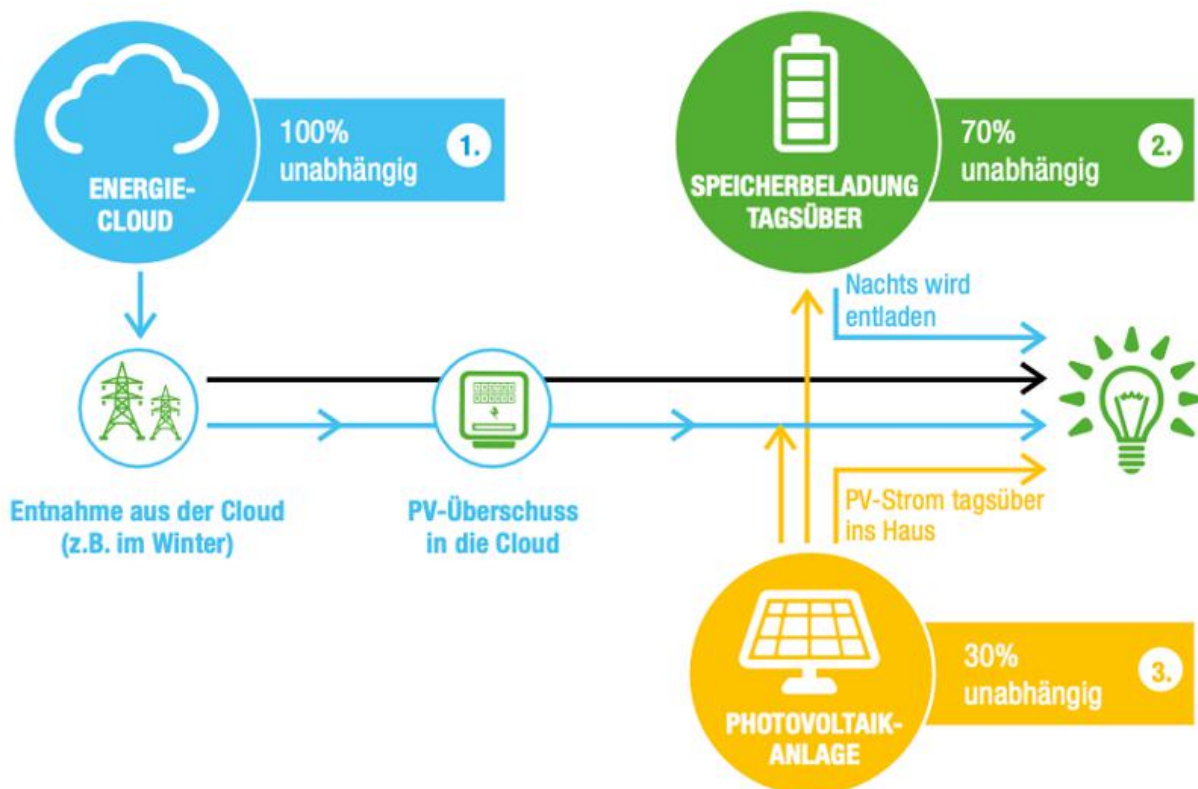 ENERGIE-
CLOUD
100%
unabhängig
1.
SPEICHERBELADUNG
TAGSÜBER
70%
unabhängig
2.
Nachts wird
entladen
Entnahme aus der Cloud
(z.B. im Winter)
PV-Überschuss
in die Cloud
PV-Strom tagsüber
ins Haus
PHOTOVOLTAIK-
ANLAGE
30%
unabhängig
3.